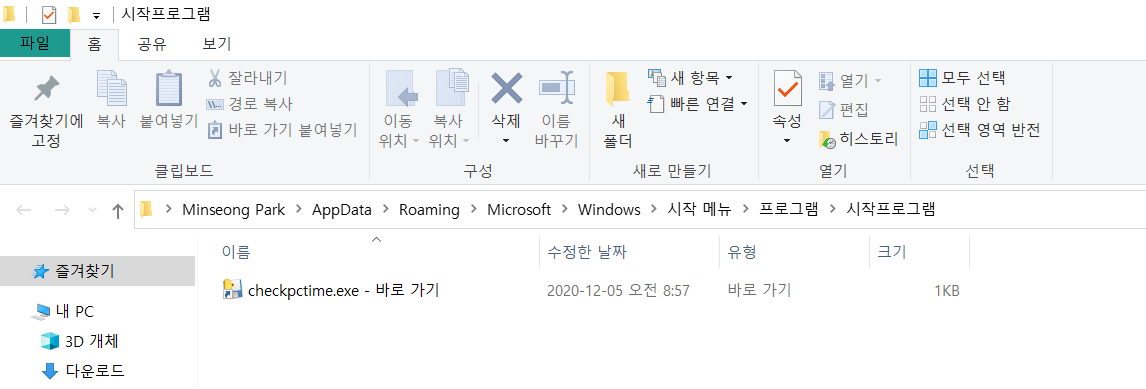 시작프로그램
파일 홈 공유 보기
즐겨찾기에 고정
복사
붙여넣기
잘라내기
경로 복사
바로 가기 붙여넣기
클립보드
이동 위치
복사 위치
삭제
이름 바꾸기
구성
새 폴더
새 항목
빠른 연결
새로 만들기
속성
열기
편집
히스토리
열기
모두 선택
선택 안 함
선택 영역 반전
선택
Minseong Park > AppData > Roaming > Microsoft > Windows > 시작 메뉴 > 프로그램 > 시작프로그램
이름 수정한 날짜 유형 크기
checkpctime.exe - 바로 가기 2020-12-05 오전 8:57 바로 가기 1KB
즐겨찾기
내 PC
3D 개체
다운로드